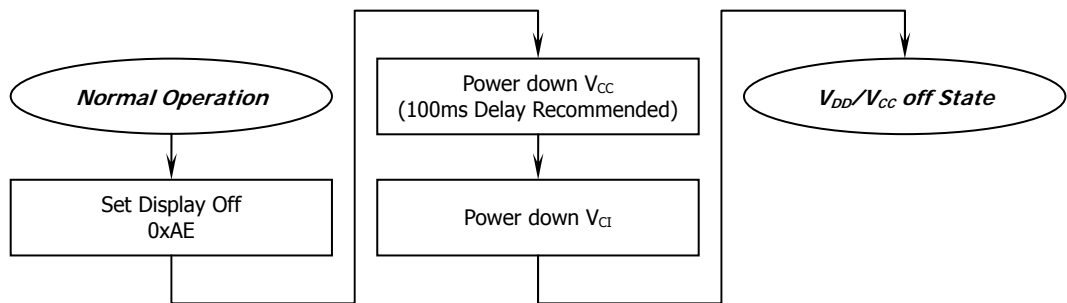 Normal Operation
Set Display Off
0xAE
Power down VCC
(100ms Delay Recommended)
Power down VCI
VDD/VCC off State